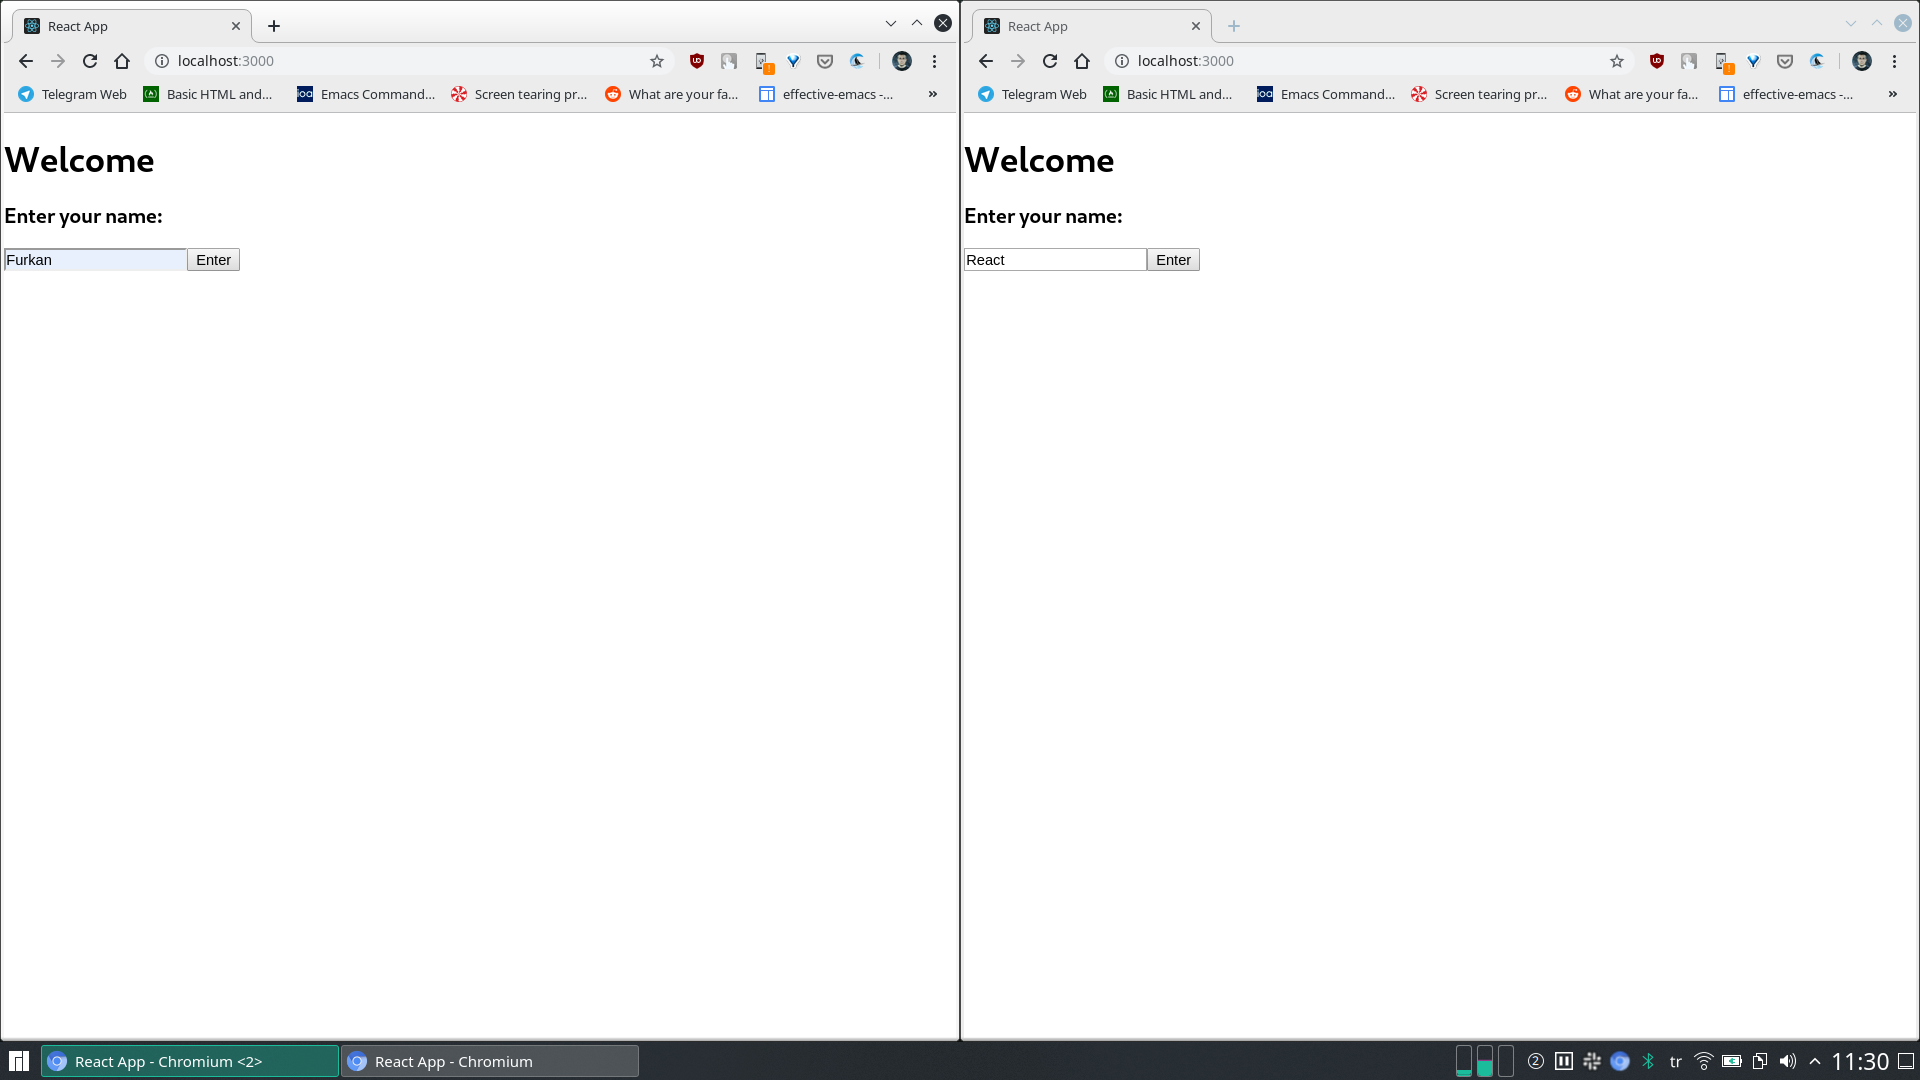 React App
localhost:3000
Telegram Web
Basic HTML and...
Emacs Command...
Screen tearing pr...
What are your fa...
effective-emacs -...
»
Welcome
Enter your name:
Furkan
Enter
React App
localhost:3000
Telegram Web
Basic HTML and...
Emacs Command...
Screen tearing pr...
What are your fa...
effective-emacs -...
»
Welcome
Enter your name:
React
Enter
React App - Chromium <2>
React App - Chromium
2
tr
11:30